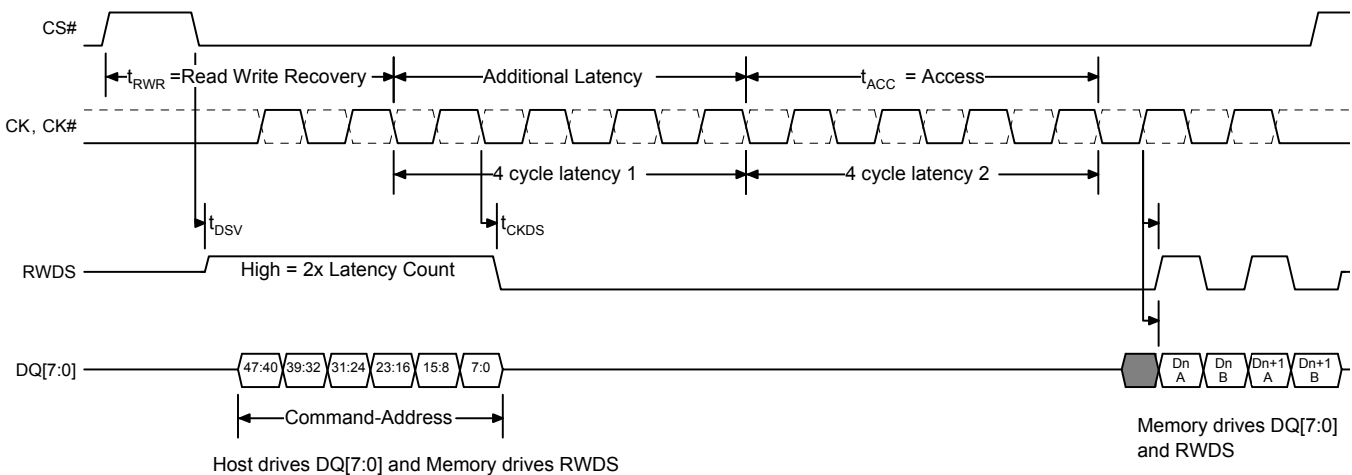 CS#
tRWR =Read Write Recovery
Additional Latency
tACC = Access
CK, CK#
4 cycle latency 1
4 cycle latency 2
tDSV
tCKDS
RWDS
High = 2x Latency Count
DQ[7:0]
47:40 39:32 31:24 23:16 15:8 7:0
Dn A
Dn B
Dn+1 A
Dn+1 B
Command-Address
Memory drives DQ[7:0]
and RWDS
Host drives DQ[7:0] and Memory drives RWDS